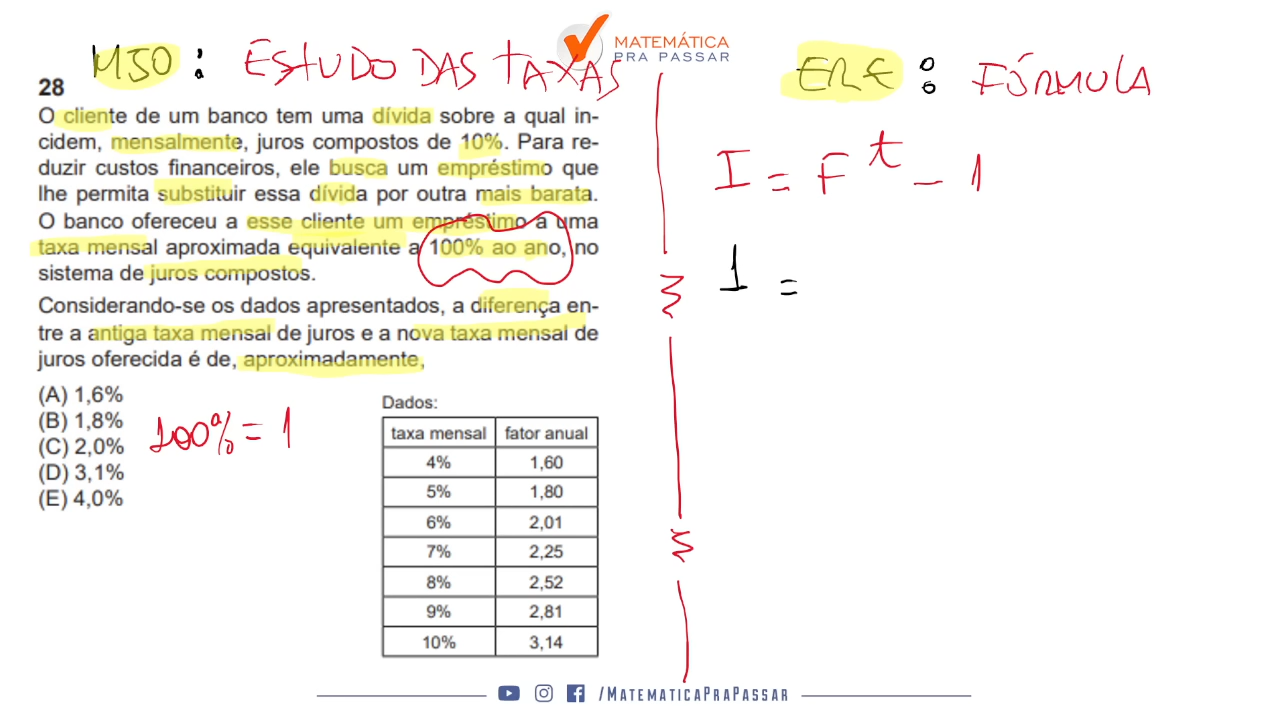 MATEMÁTICA
PRA PASSAR
MJO : ESTUDO DAS TAXAS
28
O cliente de um banco tem uma dívida sobre a qual in-
cidem, mensalmente, juros compostos de 10%. Para re-
duzir custos financeiros, ele busca um empréstimo que
lhe permita substituir essa dívida por outra mais barata.
O banco ofereceu a esse cliente um empréstimo a uma
taxa mensal aproximada equivalente a 100% ao ano, no
sistema de juros compostos.
Considerando-se os dados apresentados, a diferença en-
tre a antiga taxa mensal de juros e a nova taxa mensal de
juros oferecida é de, aproximadamente,
(A) 1,6%
(B) 1,8%
(C) 2,0%
(D) 3,1%
(E) 4,0%
100% = 1
Dados:
taxa mensal fator anual
4% 1,60
5% 1,80
6% 2,01
7% 2,25
8% 2,52
9% 2,81
10% 3,14
ERE : FÓRMULA
I = F^t - 1
1 =
/MATEMATICAPRAPASSAR